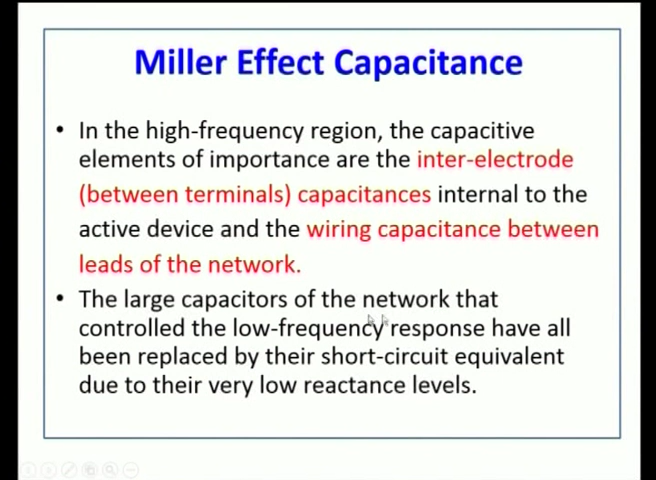 Miller Effect Capacitance
• In the high-frequency region, the capacitive
elements of importance are the inter-electrode
(between terminals) capacitances internal to the
active device and the wiring capacitance between
leads of the network.
• The large capacitors of the network that
controlled the low-frequency response have all
been replaced by their short-circuit equivalent
due to their very low reactance levels.